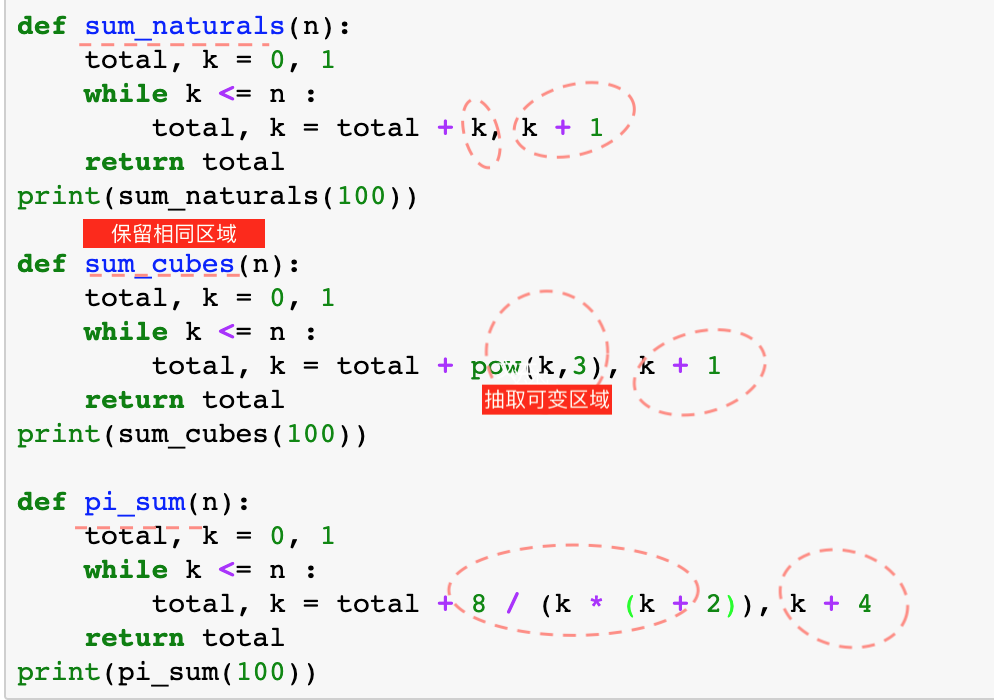 def sum_naturals(n):
    total, k = 0, 1
    while k <= n :
        total, k = total + k, k + 1
    return total
print(sum_naturals(100))
保留相同区域
def sum_cubes(n):
    total, k = 0, 1
    while k <= n :
        total, k = total + pow(k,3), k + 1
抽取可变区域
    return total
print(sum_cubes(100))
def pi_sum(n):
    total, k = 0, 1
    while k <= n :
        total, k = total + 8 / (k * (k + 2)), k + 4
    return total
print(pi_sum(100))